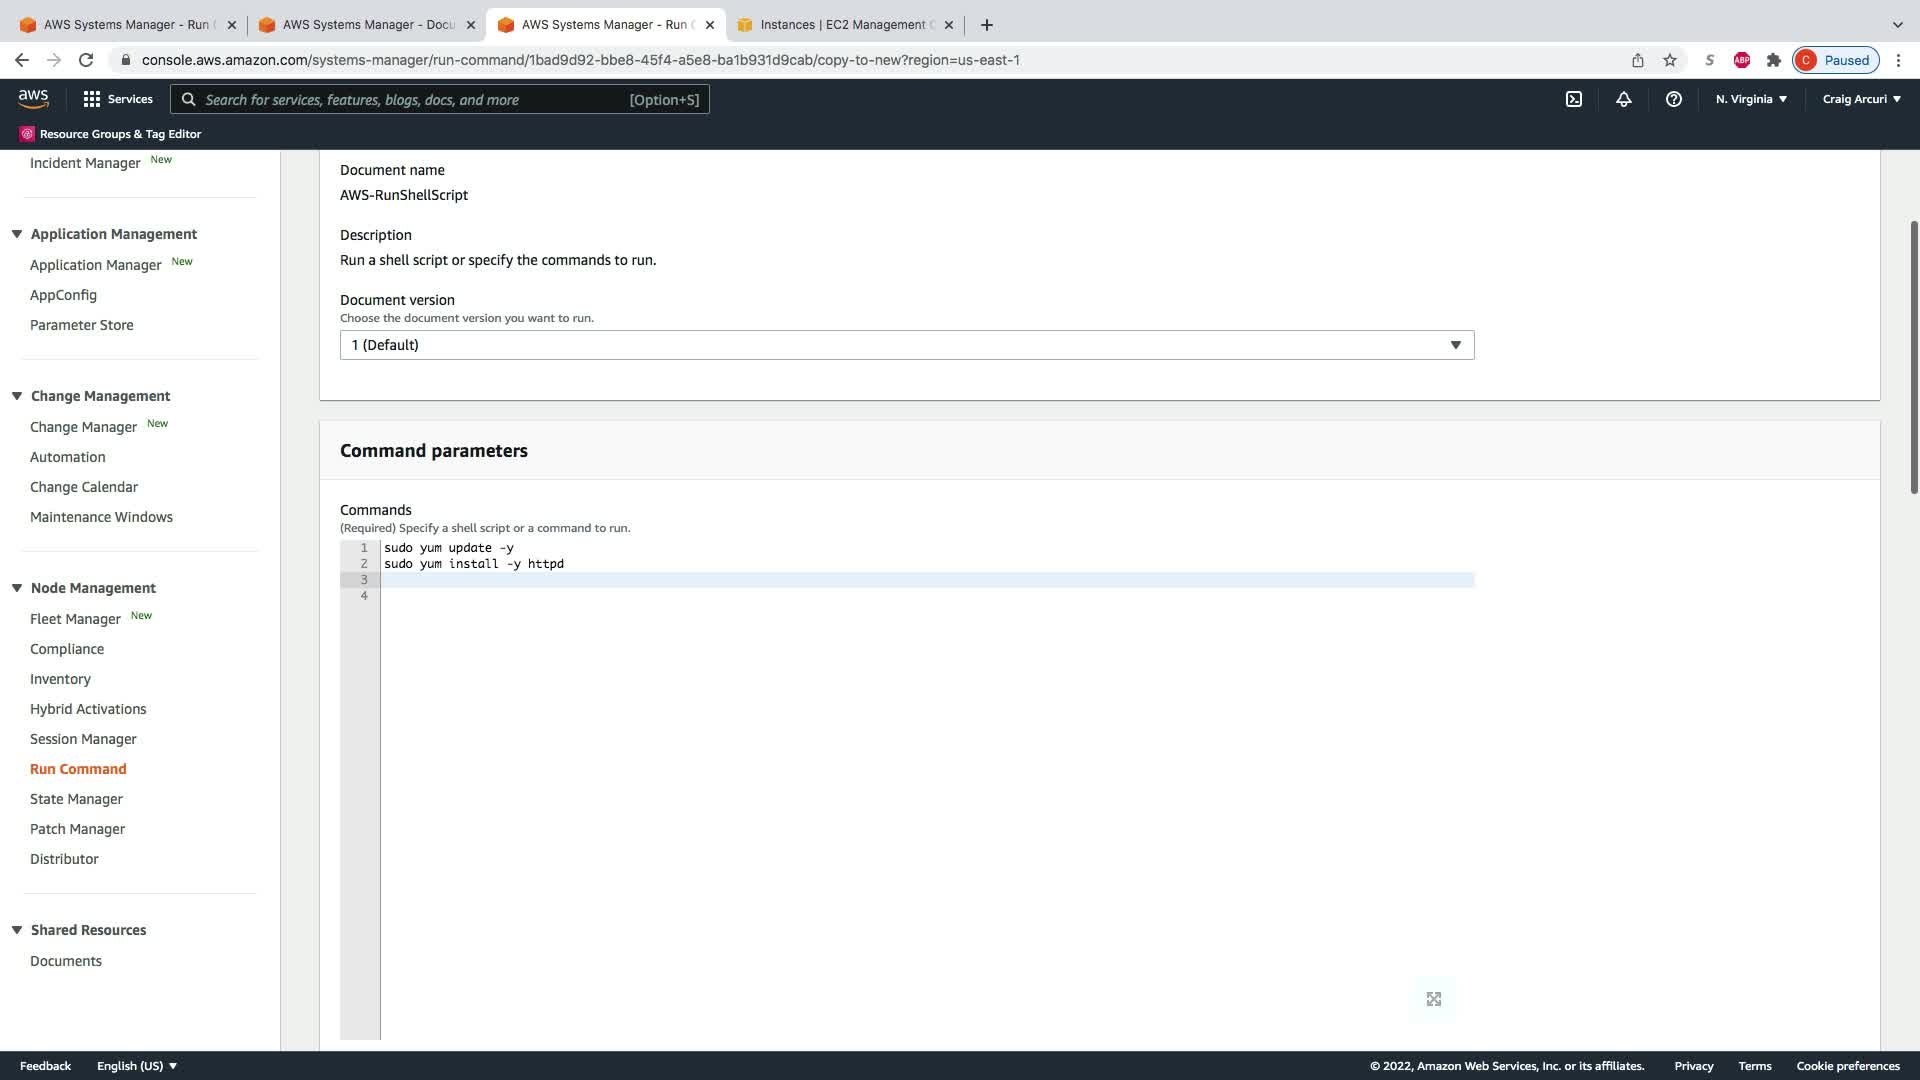 AWS Systems Manager - Run C
AWS Systems Manager - Docu
AWS Systems Manager - Run C
Instances | EC2 Management C
console.aws.amazon.com/systems-manager/run-command/1bad9d92-bbe8-45f4-a5e8-ba1b931d9cab/copy-to-new?region=us-east-1
S
ABP
C Paused
aws
Services
Search for services, features, blogs, docs, and more [Option+S]
N. Virginia
Craig Arcuri
Resource Groups & Tag Editor
Incident Manager New
Application Management
Application Manager New
AppConfig
Parameter Store
Change Management
Change Manager New
Automation
Change Calendar
Maintenance Windows
Node Management
Fleet Manager New
Compliance
Inventory
Hybrid Activations
Session Manager
Run Command
State Manager
Patch Manager
Distributor
Shared Resources
Documents
Document name
AWS-RunShellScript
Description
Run a shell script or specify the commands to run.
Document version
Choose the document version you want to run.
1 (Default)
Command parameters
Commands
(Required) Specify a shell script or a command to run.
1 sudo yum update -y
2 sudo yum install -y httpd
3
4
Feedback
English (US)
© 2022, Amazon Web Services, Inc. or its affiliates.
Privacy
Terms
Cookie preferences